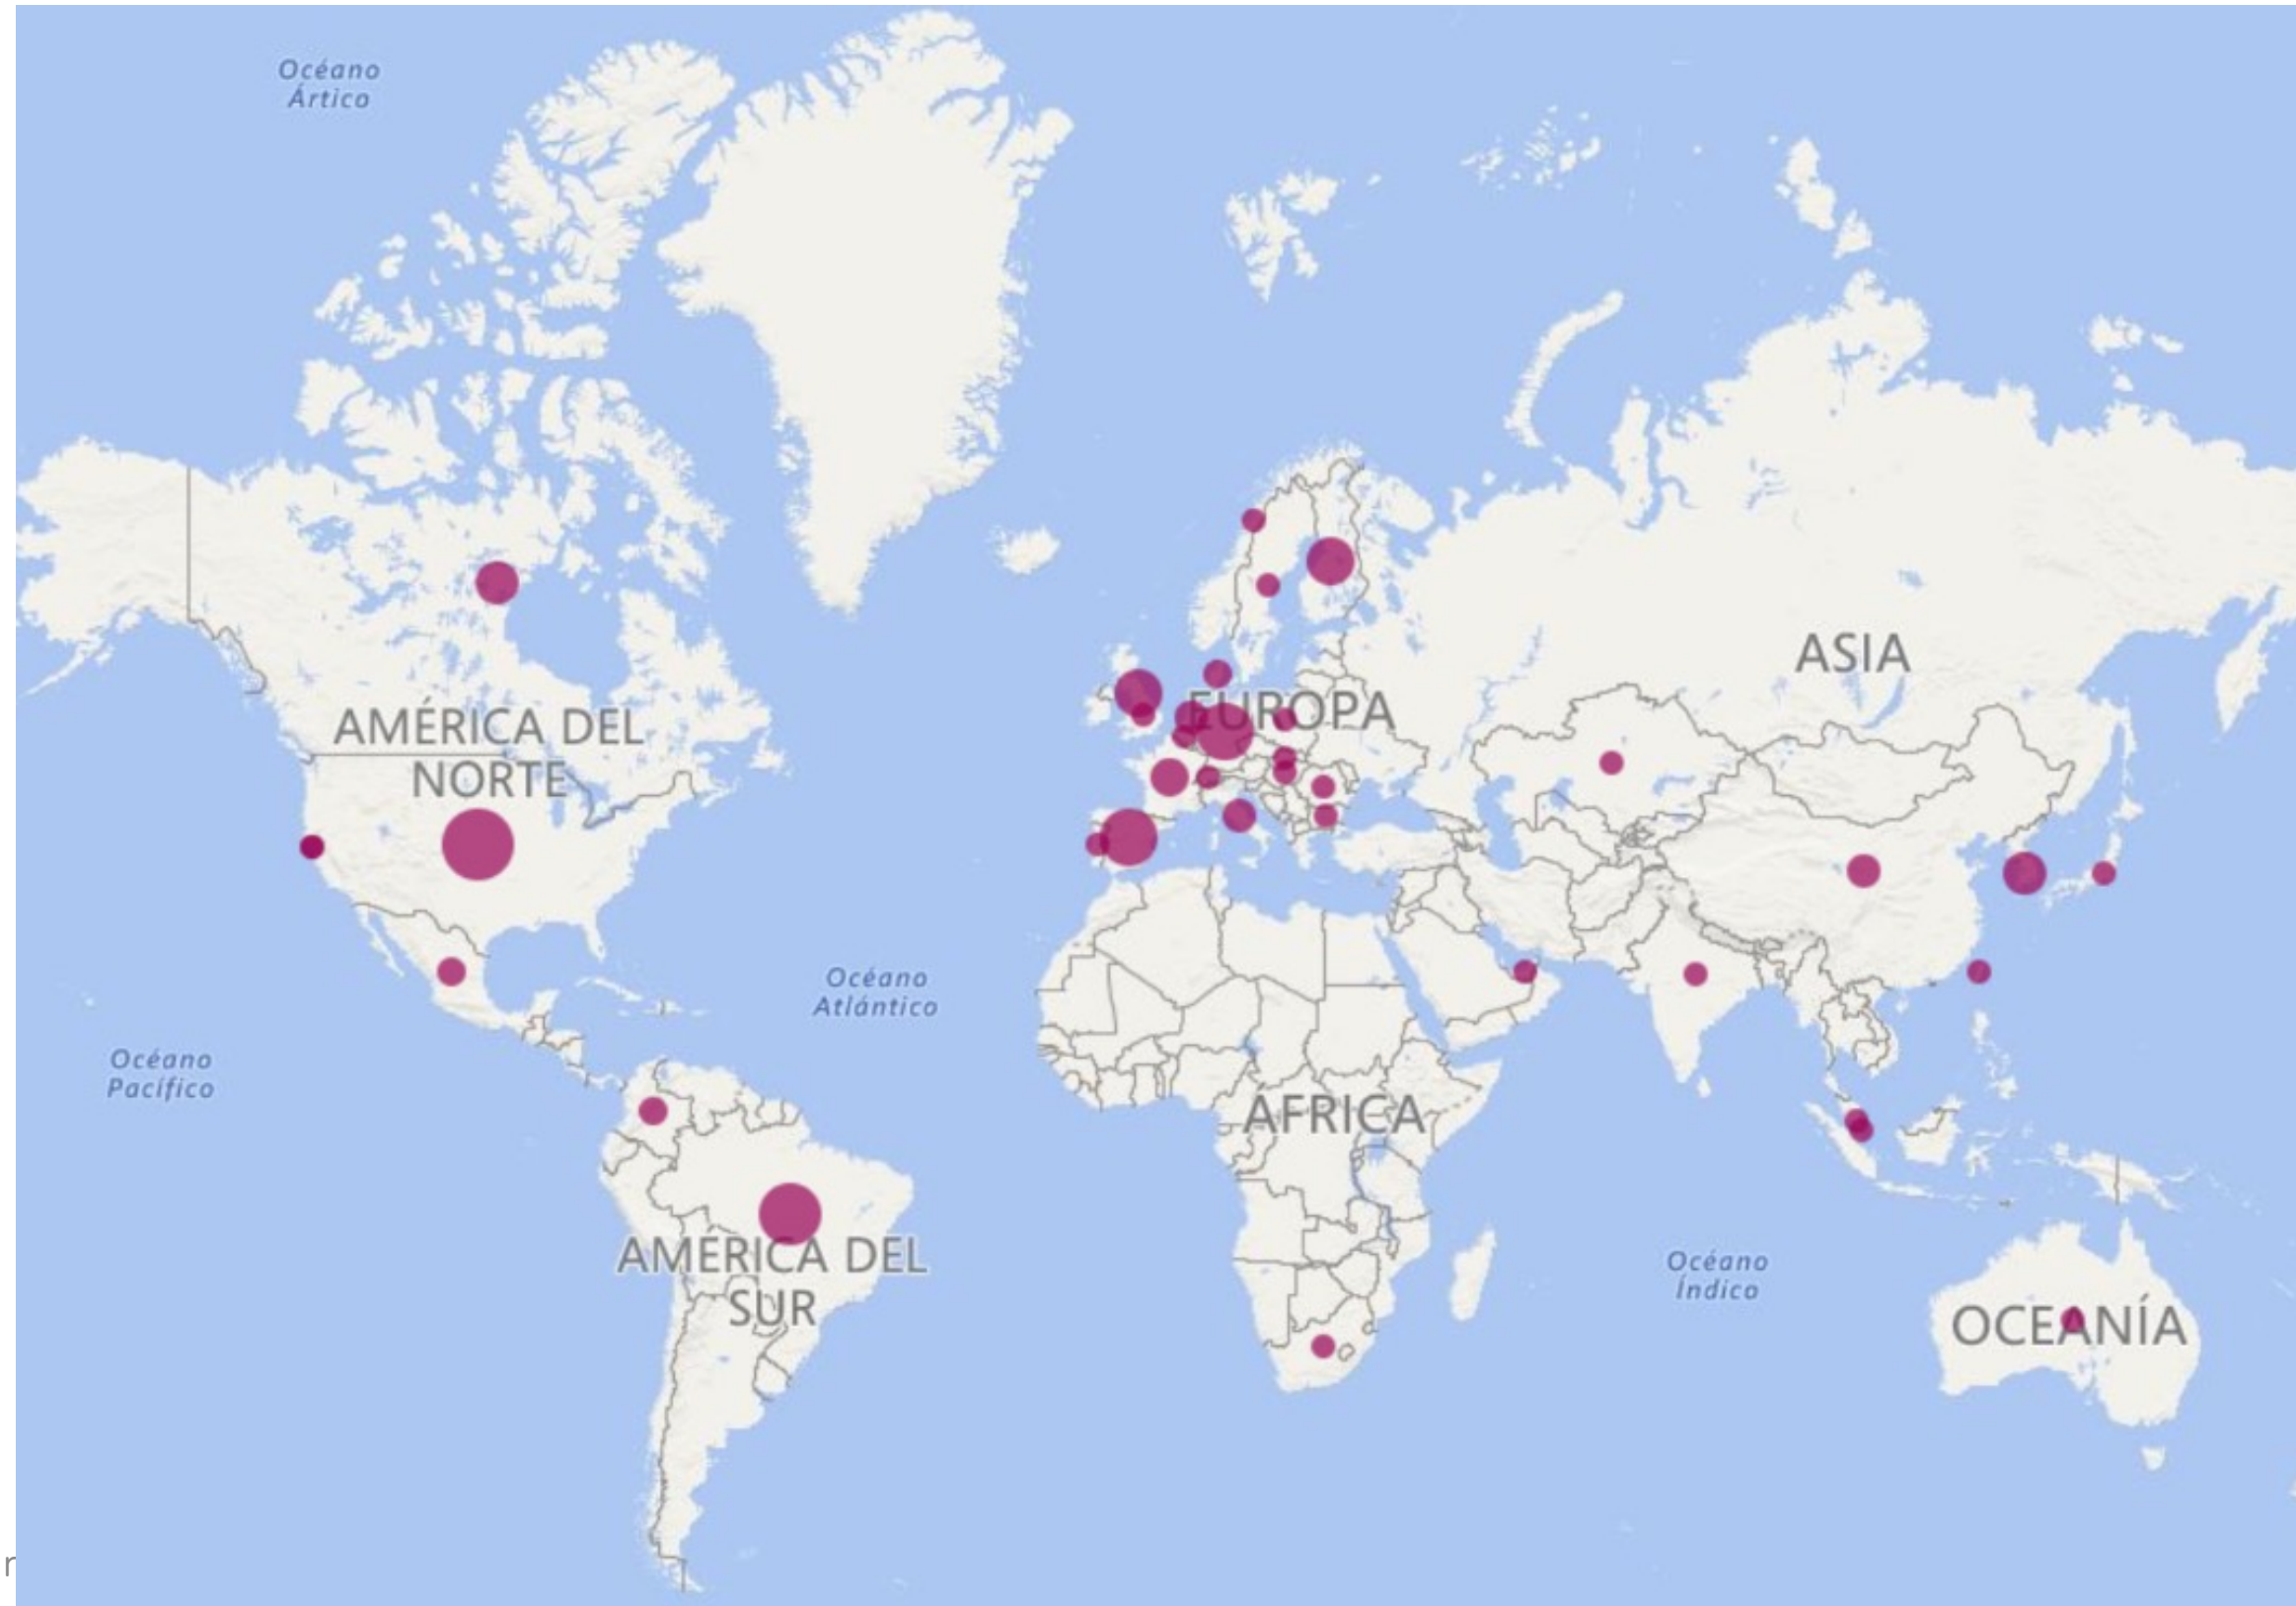 Océano
Ártico
ASIA
EUROPA
AMÉRICA DEL
NORTE
Océano
Atlántico
Océano
Pacífico
ÁFRICA
AMÉRICA DEL
SUR
Océano
Índico
OCEANÍA
r